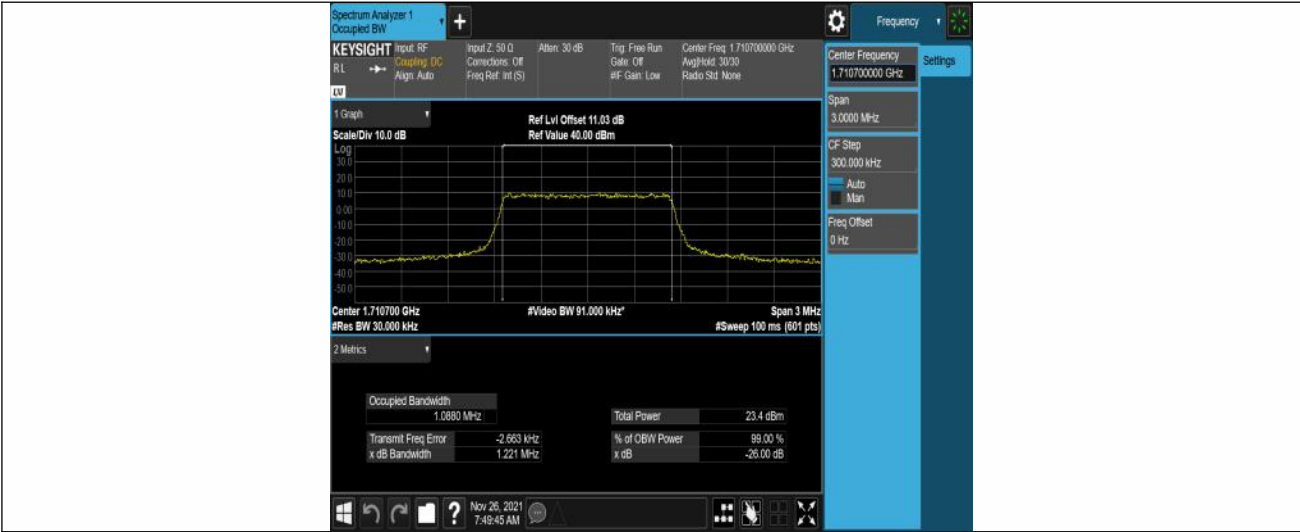 Spectrum Analyzer 1
Occupied BW
Frequency
KEYSIGHT
Input: RF
Coupling: DC
Align: Auto
Input Z: 50 Ω
Corrections: Off
Freq Ref: Int (S)
Atten: 30 dB
Trig: Free Run
Gate: Off
#IF Gain: Low
Center Freq: 1.710700000 GHz
Avg|Hold: 30/30
Radio Std: None
RL
Center Frequency
1.710700000 GHz
Settings
Span
3.0000 MHz
CF Step
300.000 kHz
Auto
Man
Freq Offset
0 Hz
1 Graph
Scale/Div 10.0 dB
Ref Lvl Offset 11.03 dB
Ref Value 40.00 dBm
Log
30.0
20.0
10.0
0.00
-10.0
-20.0
-30.0
-40.0
-50.0
Center 1.710700 GHz
#Video BW 91.000 kHz*
Span 3 MHz
#Res BW 30.000 kHz
#Sweep 100 ms (601 pts)
2 Metrics
Occupied Bandwidth
1.0880 MHz
Total Power 23.4 dBm
Transmit Freq Error -2.663 kHz
% of OBW Power 99.00 %
x dB Bandwidth 1.221 MHz
x dB -26.00 dB
Nov 26, 2021
7:49:45 AM